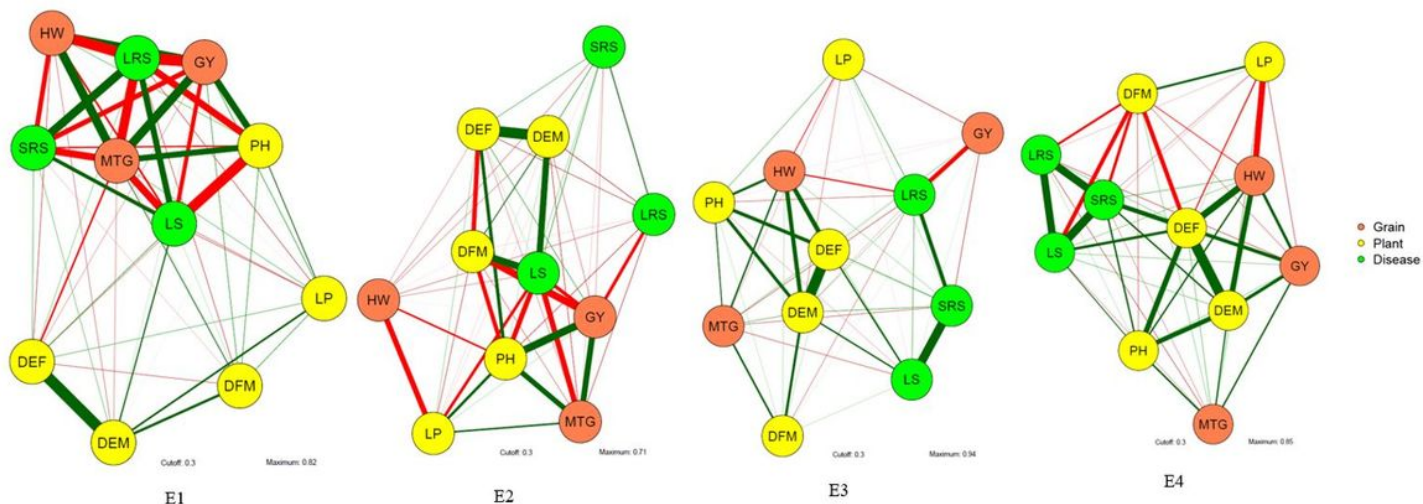 HW
LRS
GY
SRS
MTG
PH
LS
LP
DEF
DFM
DEM
Cutoff: 0.3
Maximum: 0.82
E1
SRS
DEF
DEM
LRS
DFM
LS
HW
GY
PH
LP
MTG
Cutoff: 0.3
Maximum: 0.71
E2
LP
GY
HW
LRS
PH
DEF
DEM
SRS
MTG
LS
DFM
Cutoff: 0.3
Maximum: 0.94
E3
LP
DFM
LRS
HW
SRS
DEF
LS
GY
DEM
PH
MTG
Cutoff: 0.3
Maximum: 0.85
E4
Grain
Plant
Disease